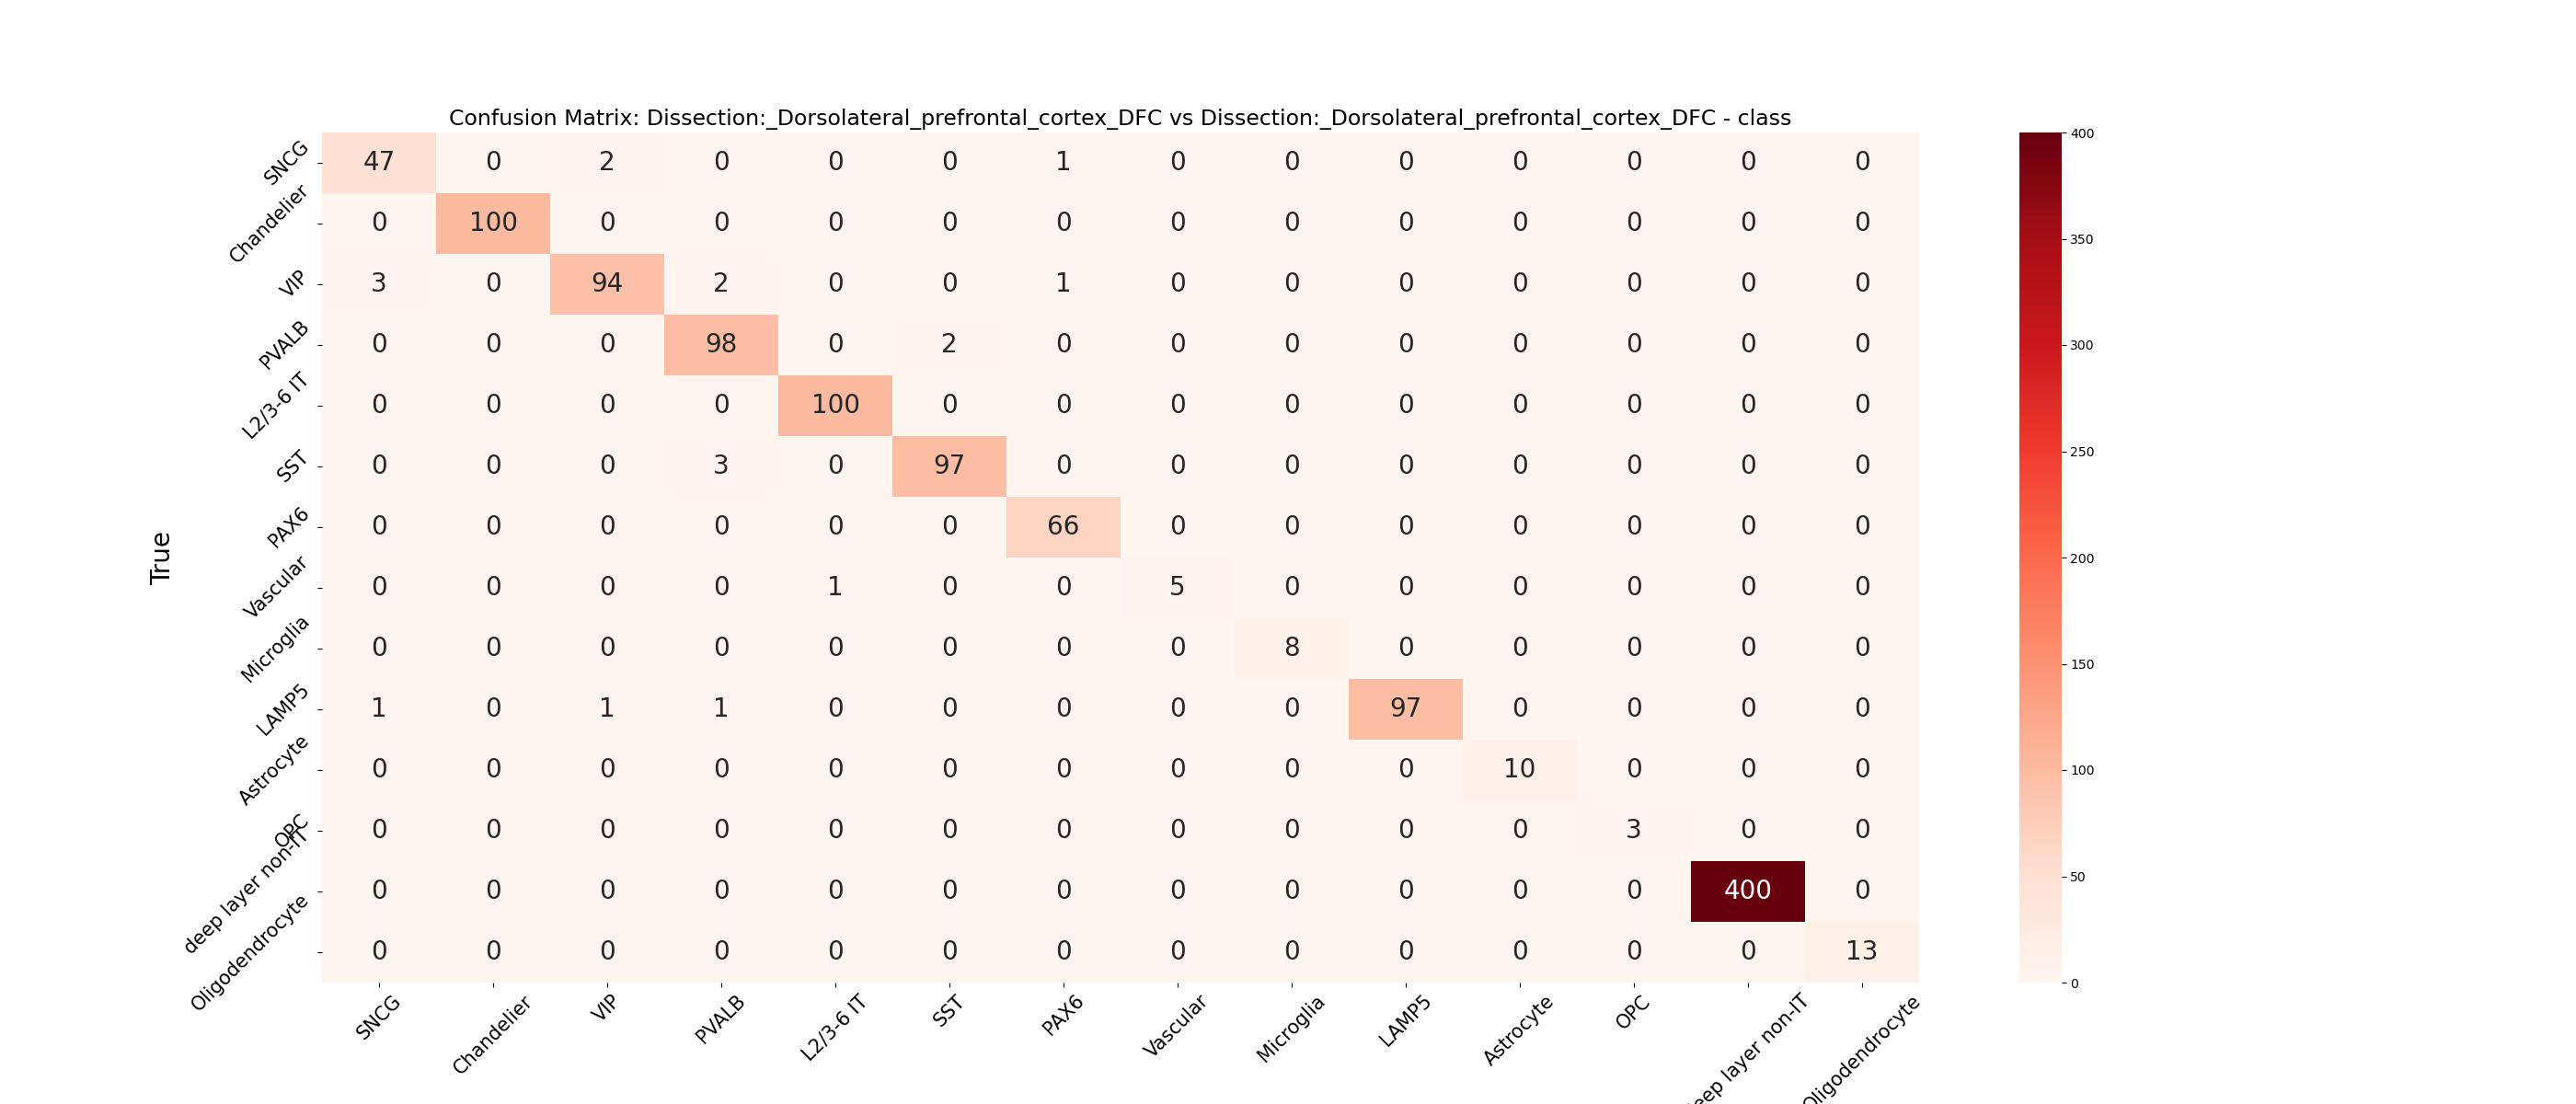 Confusion Matrix: Dissection:_Dorsolateral_prefrontal_cortex_DFC vs Dissection:_Dorsolateral_prefrontal_cortex_DFC - class
True
SNCG 47 0 2 0 0 0 1 0 0 0 0 0 0 0
Chandelier 0 100 0 0 0 0 0 0 0 0 0 0 0 0
VIP 3 0 94 2 0 0 1 0 0 0 0 0 0 0
PVALB 0 0 0 98 0 2 0 0 0 0 0 0 0 0
L2/3-6 IT 0 0 0 0 100 0 0 0 0 0 0 0 0 0
SST 0 0 0 3 0 97 0 0 0 0 0 0 0 0
PAX6 0 0 0 0 0 0 66 0 0 0 0 0 0 0
Vascular 0 0 0 0 1 0 0 5 0 0 0 0 0 0
Microglia 0 0 0 0 0 0 0 0 8 0 0 0 0 0
LAMP5 1 0 1 1 0 0 0 0 0 97 0 0 0 0
Astrocyte 0 0 0 0 0 0 0 0 0 0 10 0 0 0
OPC 0 0 0 0 0 0 0 0 0 0 0 3 0 0
deep layer non-IT 0 0 0 0 0 0 0 0 0 0 0 0 400 0
Oligodendrocyte 0 0 0 0 0 0 0 0 0 0 0 0 0 13
SNCG Chandelier VIP PVALB L2/3-6 IT SST PAX6 Vascular Microglia LAMP5 Astrocyte OPC eep layer non-IT Oligodendrocyte
400
350
300
250
200
150
100
50
0